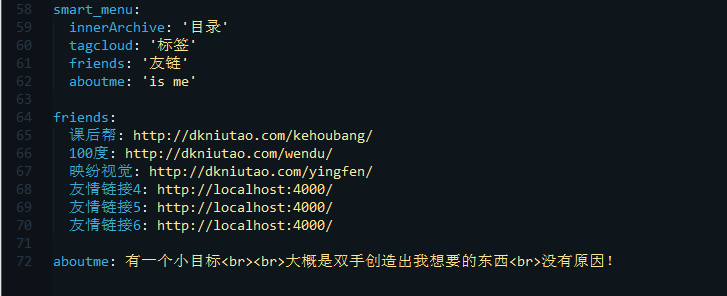 58 smart_menu:
59   innerArchive: '目录'
60   tagcloud: '标签'
61   friends: '友链'
62   aboutme: 'is me'
63
64 friends:
65   课后帮: http://dkniutao.com/kehoubang/
66   100度: http://dkniutao.com/wendu/
67   映纷视觉: http://dkniutao.com/yingfen/
68   友情链接4: http://localhost:4000/
69   友情链接5: http://localhost:4000/
70   友情链接6: http://localhost:4000/
71
72 aboutme: 有一个小目标<br><br>大概是双手创造出我想要的东西<br>没有原因!